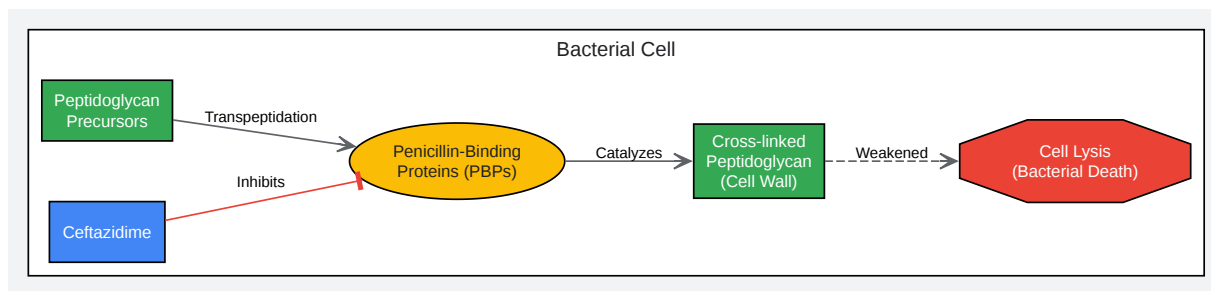 Bacterial Cell
Peptidoglycan
Precursors
Transpeptidation
Penicillin-Binding
Proteins (PBPs)
Catalyzes
Cross-linked
Peptidoglycan
(Cell Wall)
Weakened
Cell Lysis
(Bacterial Death)
Inhibits
Ceftazidime